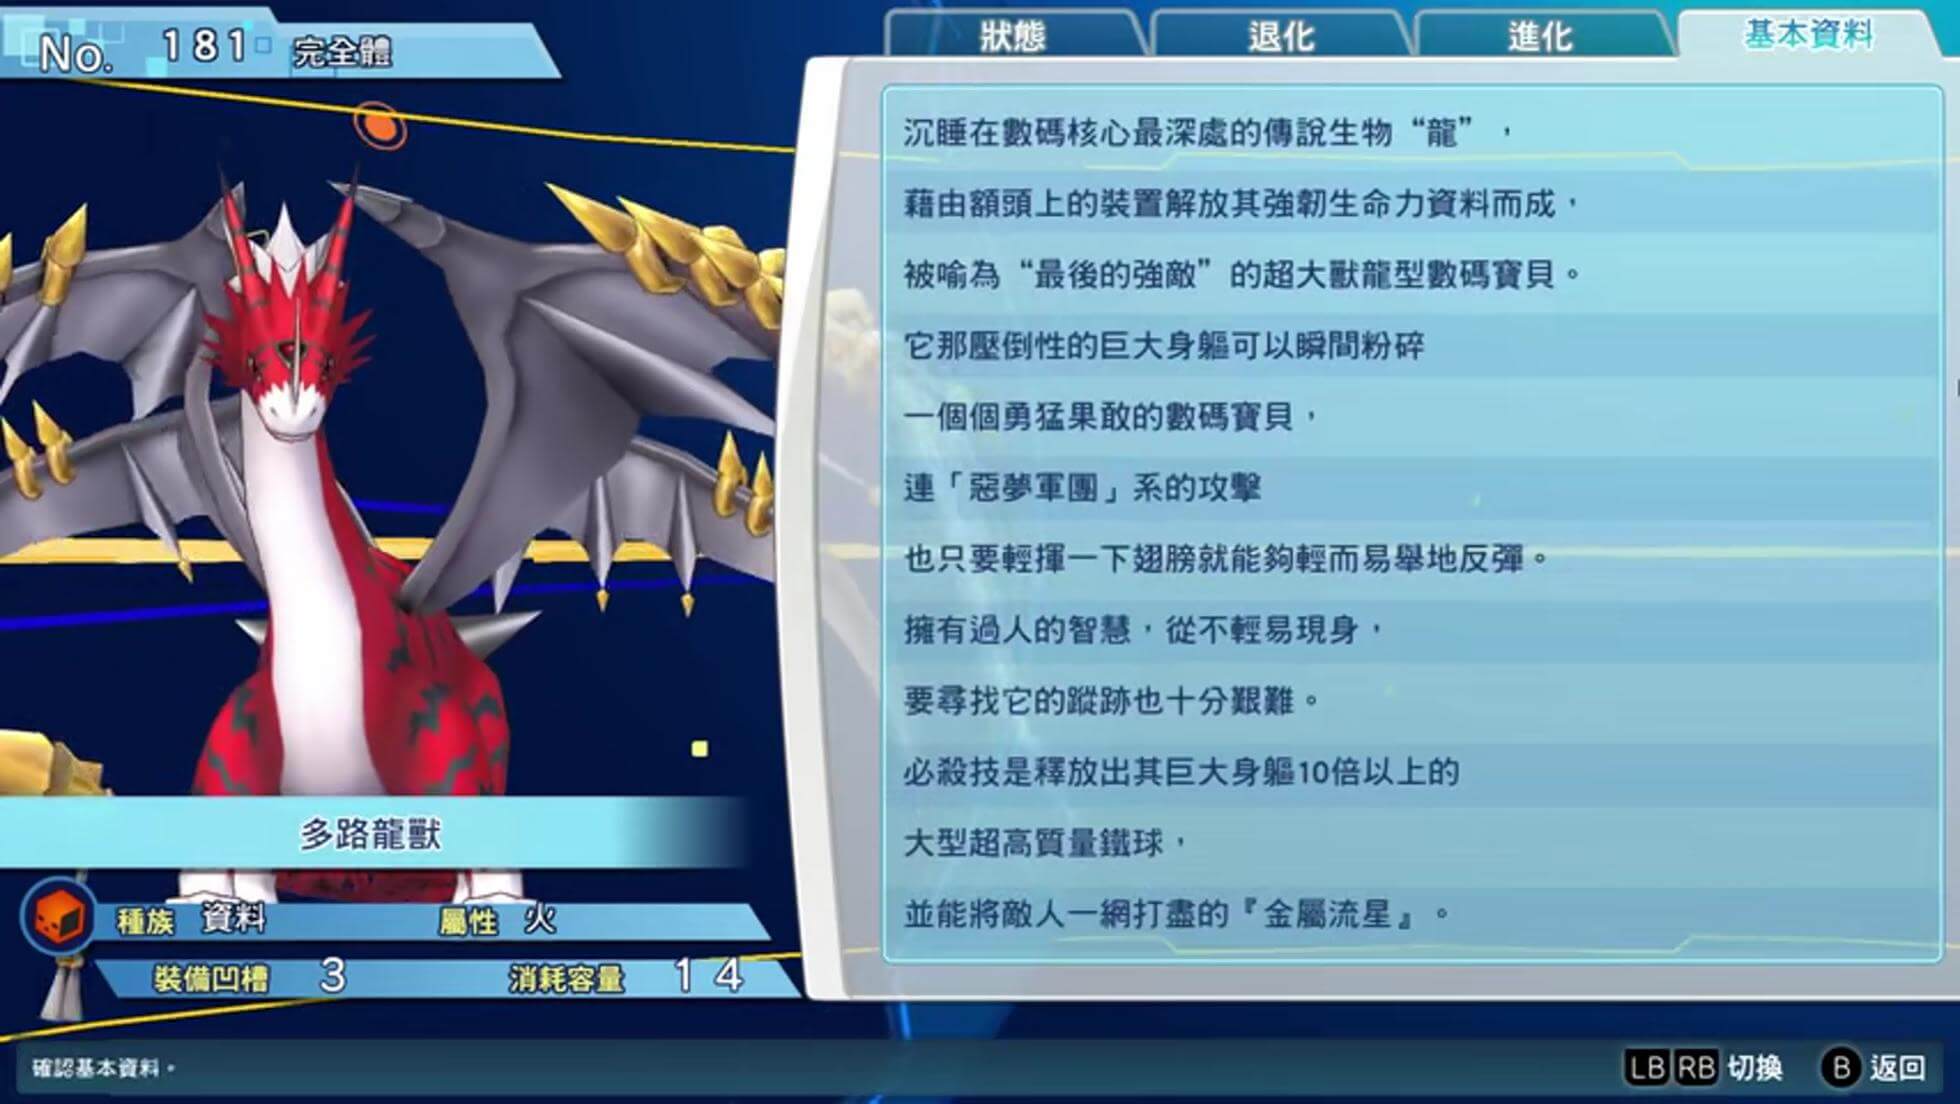 No. 181 完全體
狀態 退化 進化 基本資料
沉睡在數碼核心最深處的傳說生物“龍”，
藉由額頭上的裝置解放其強韌生命力資料而成，
被喻為“最後的強敵”的超大獸龍型數碼寶貝。
它那壓倒性的巨大身軀可以瞬間粉碎
一個個勇猛果敢的數碼寶貝，
連「惡夢軍團」系的攻擊
也只要輕揮一下翅膀就能夠輕而易舉地反彈。
擁有過人的智慧，從不輕易現身，
要尋找它的蹤跡也十分艱難。
必殺技是釋放出其巨大身軀10倍以上的
大型超高質量鐵球，
並能將敵人一網打盡的『金屬流星』。
多路龍獸
種族 資料 屬性 火
裝備凹槽 3 消耗容量 14
確認基本資料。
LB RB 切換 B 返回